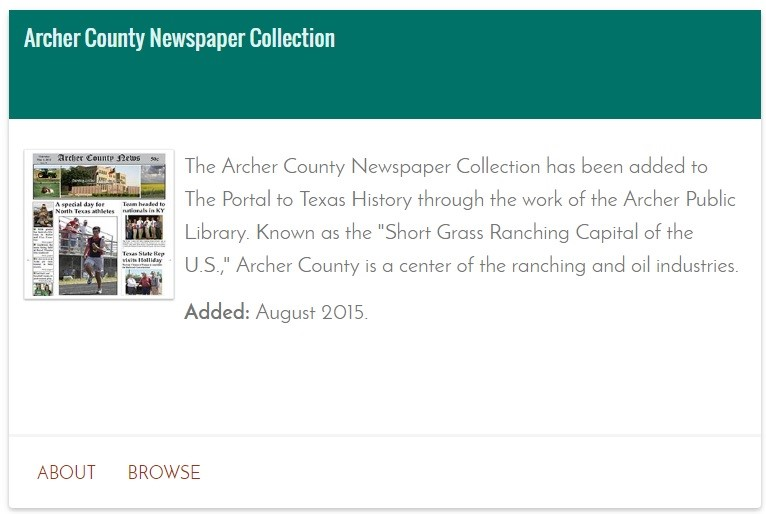 Archer County Newspaper Collection
Archer County News 50¢
A special day for
North Texas athletes
Team headed to
nationals in KY
Texas State Rep
visits Holliday
The Archer County Newspaper Collection has been added to
The Portal to Texas History through the work of the Archer Public
Library. Known as the "Short Grass Ranching Capital of the
U.S.," Archer County is a center of the ranching and oil industries.
Added: August 2015.
ABOUT BROWSE